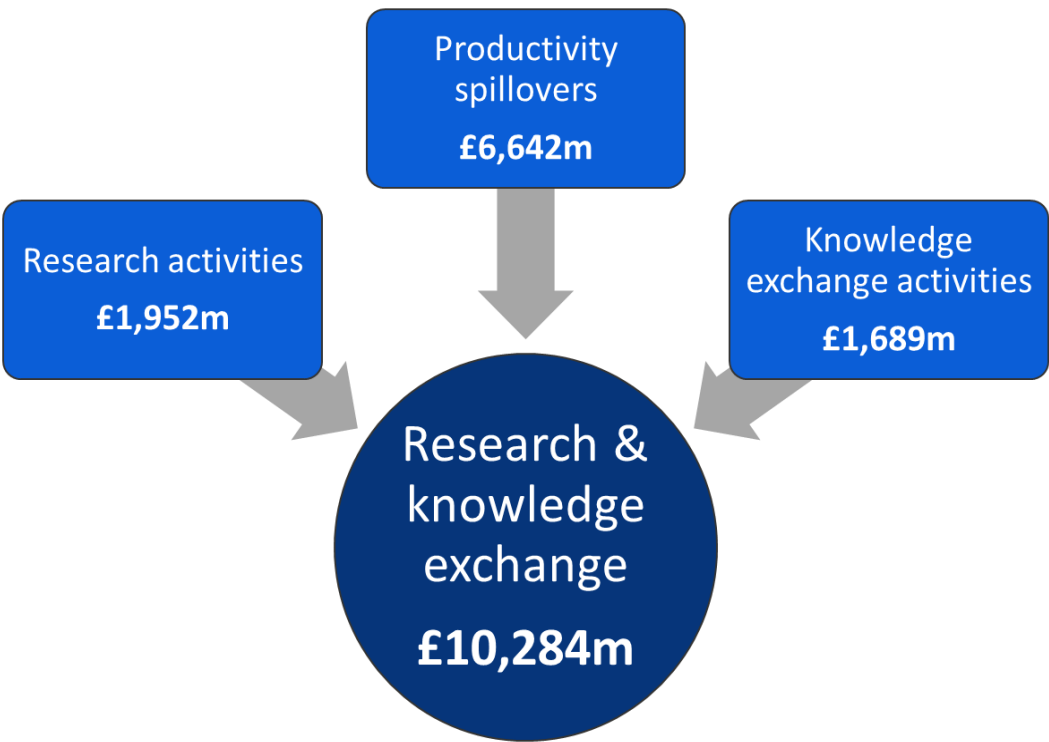 Productivity
spillovers
£6,642m
Research activities
£1,952m
Knowledge
exchange activities
£1,689m
Research &
knowledge
exchange
£10,284m